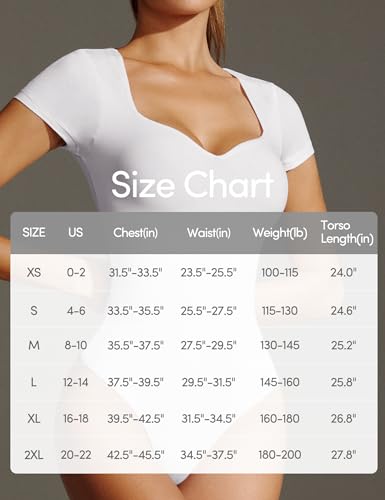 Size Chart
SIZE US Chest(in) Waist(in) Weight(lb) Torso Length(in)
XS 0-2 31.5"-33.5" 23.5"-25.5" 100-115 24.0"
S 4-6 33.5"-35.5" 25.5"-27.5" 115-130 24.6"
M 8-10 35.5"-37.5" 27.5"-29.5" 130-145 25.2"
L 12-14 37.5"-39.5" 29.5"-31.5" 145-160 25.8"
XL 16-18 39.5"-42.5" 31.5"-34.5" 160-180 26.8"
2XL 20-22 42.5"-45.5" 34.5"-37.5" 180-200 27.8"